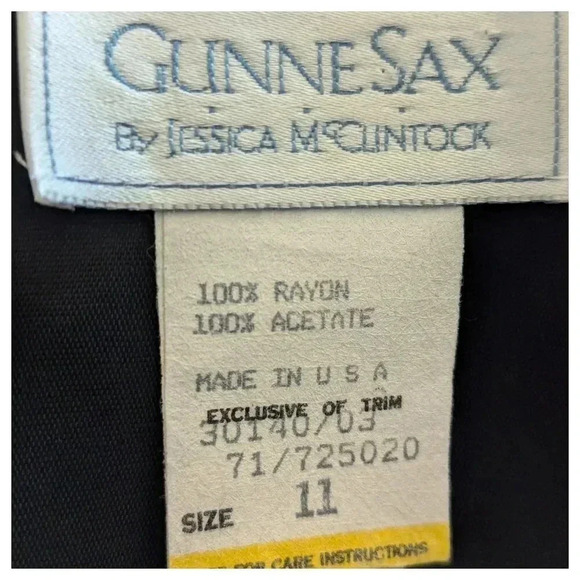 GUNNE SAX
By JESSICA McCLINTOCK
100% RAYON
100% ACETATE
MADE IN U S A
EXCLUSIVE OF TRIM
30140/03
71/725020
SIZE 11
FOR CARE INSTRUCTIONS